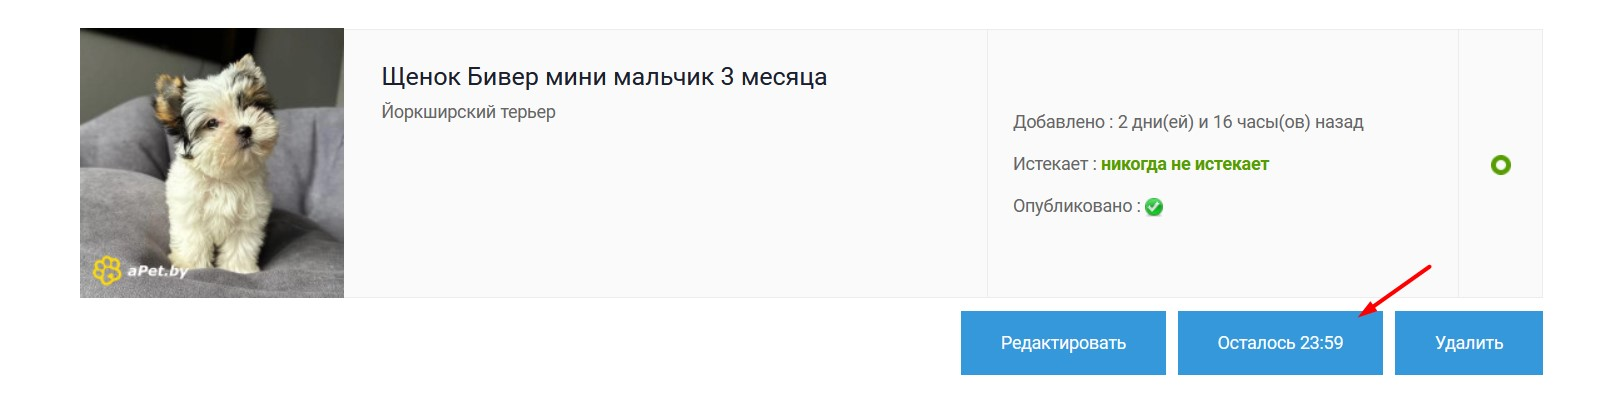 Щенок Бивер мини мальчик 3 месяца
Йоркширский терьер
aPet.by
Добавлено : 2 дни(ей) и 16 часы(ов) назад
Истекает : никогда не истекает
Опубликовано :
Редактировать
Осталось 23:59
Удалить